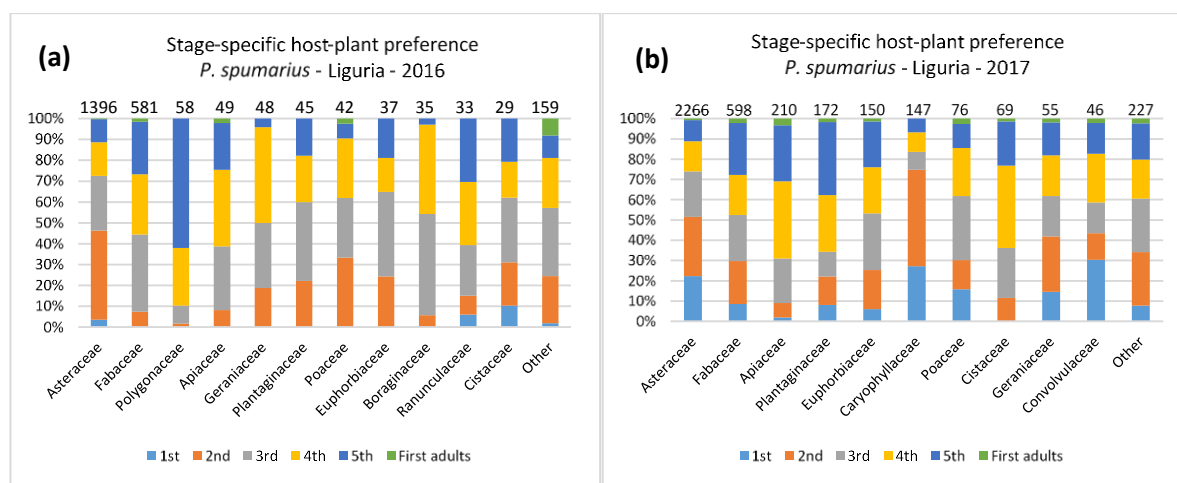 (a)
Stage-specific host-plant preference
P. spumarius - Liguria - 2016
1396 581 58 49 48 45 42 37 35 33 29 159
100%
90%
80%
70%
60%
50%
40%
30%
20%
10%
0%
Asteraceae
Fabaceae
Polygonaceae
Apiaceae
Geraniaceae
Plantaginaceae
Poaceae
Euphorbiaceae
Boraginaceae
Ranunculaceae
Cistaceae
Other
1st 2nd 3rd 4th 5th First adults
(b)
Stage-specific host-plant preference
P. spumarius - Liguria - 2017
2266 598 210 172 150 147 76 69 55 46 227
100%
90%
80%
70%
60%
50%
40%
30%
20%
10%
0%
Asteraceae
Fabaceae
Apiaceae
Plantaginaceae
Euphorbiaceae
Caryophyllaceae
Poaceae
Cistaceae
Geraniaceae
Convolvulaceae
Other
1st 2nd 3rd 4th 5th First adults